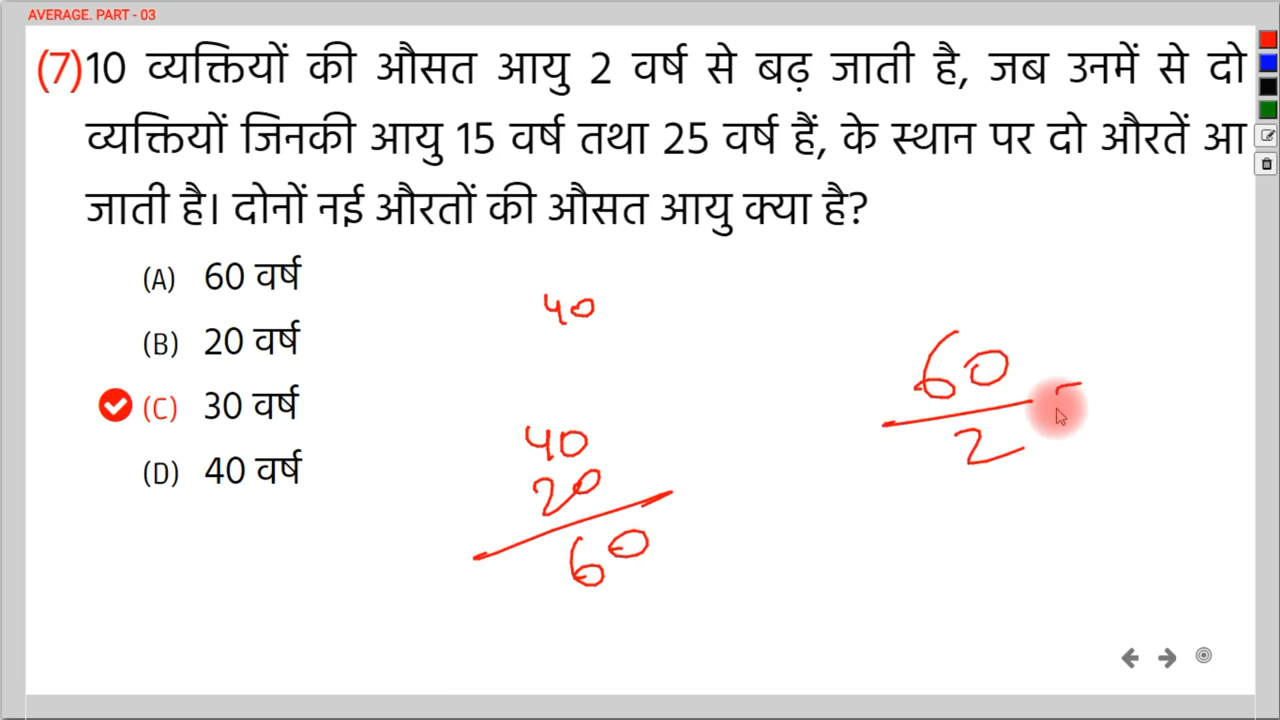 AVERAGE. PART - 03
(7)10 व्यक्तियों की औसत आयु 2 वर्ष से बढ़ जाती है, जब उनमें से दो
व्यक्तियों जिनकी आयु 15 वर्ष तथा 25 वर्ष हैं, के स्थान पर दो औरतें आ
जाती है। दोनों नई औरतों की औसत आयु क्या है?
(A) 60 वर्ष
(B) 20 वर्ष
(C) 30 वर्ष
(D) 40 वर्ष
40
40
20
60
60
2